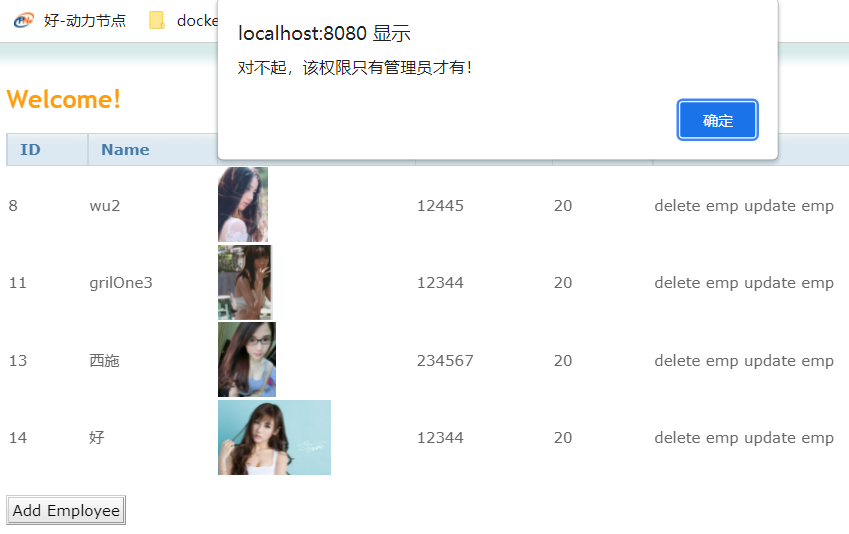 好-动力节点 docke
localhost:8080 显示
对不起，该权限只有管理员才有！
确定
Welcome!
ID Name
8 wu2 12445 20 delete emp update emp
11 grilOne3 12344 20 delete emp update emp
13 西施 234567 20 delete emp update emp
14 好 12344 20 delete emp update emp
Add Employee